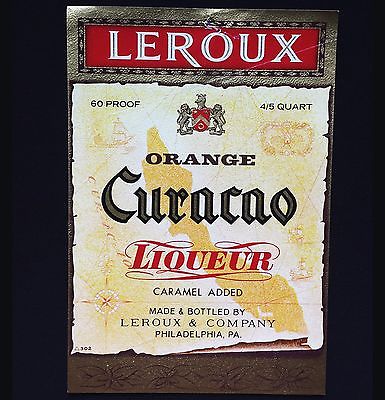 LEROUX
60 PROOF 4/5 QUART
ORANGE
Curacao
LIQUEUR
CARAMEL ADDED
MADE & BOTTLED BY
LEROUX & COMPANY
PHILADELPHIA, PA.